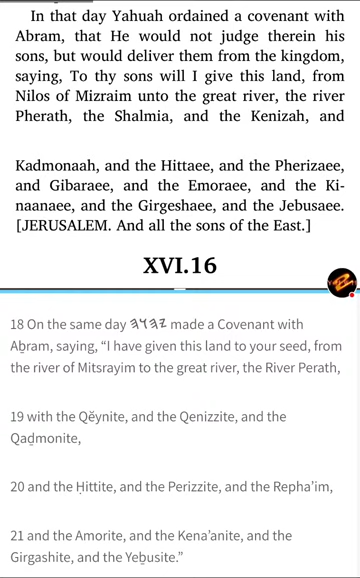 In that day Yahuah ordained a covenant with
Abram, that He would not judge therein his
sons, but would deliver them from the kingdom,
saying, To thy sons will I give this land, from
Nilos of Mizraim unto the great river, the river
Pherath, the Shalmia, and the Kenizah, and
Kadmonaah, and the Hittaee, and the Pherizaee,
and Gibaraee, and the Emoraee, and the Ki-
naanaee, and the Girgeshaee, and the Jebusaee.
[JERUSALEM. And all the sons of the East.]
XVI.16
18 On the same day 𐤉𐤄𐤅𐤄 made a Covenant with
Aḇram, saying, “I have given this land to your seed, from
the river of Mitsrayim to the great river, the River Perath,
19 with the Qĕynite, and the Qenizzite, and the
Qaḏmonite,
20 and the Ḥittite, and the Perizzite, and the Repha’im,
21 and the Amorite, and the Kena’anite, and the
Girgashite, and the Yeḇusite.”